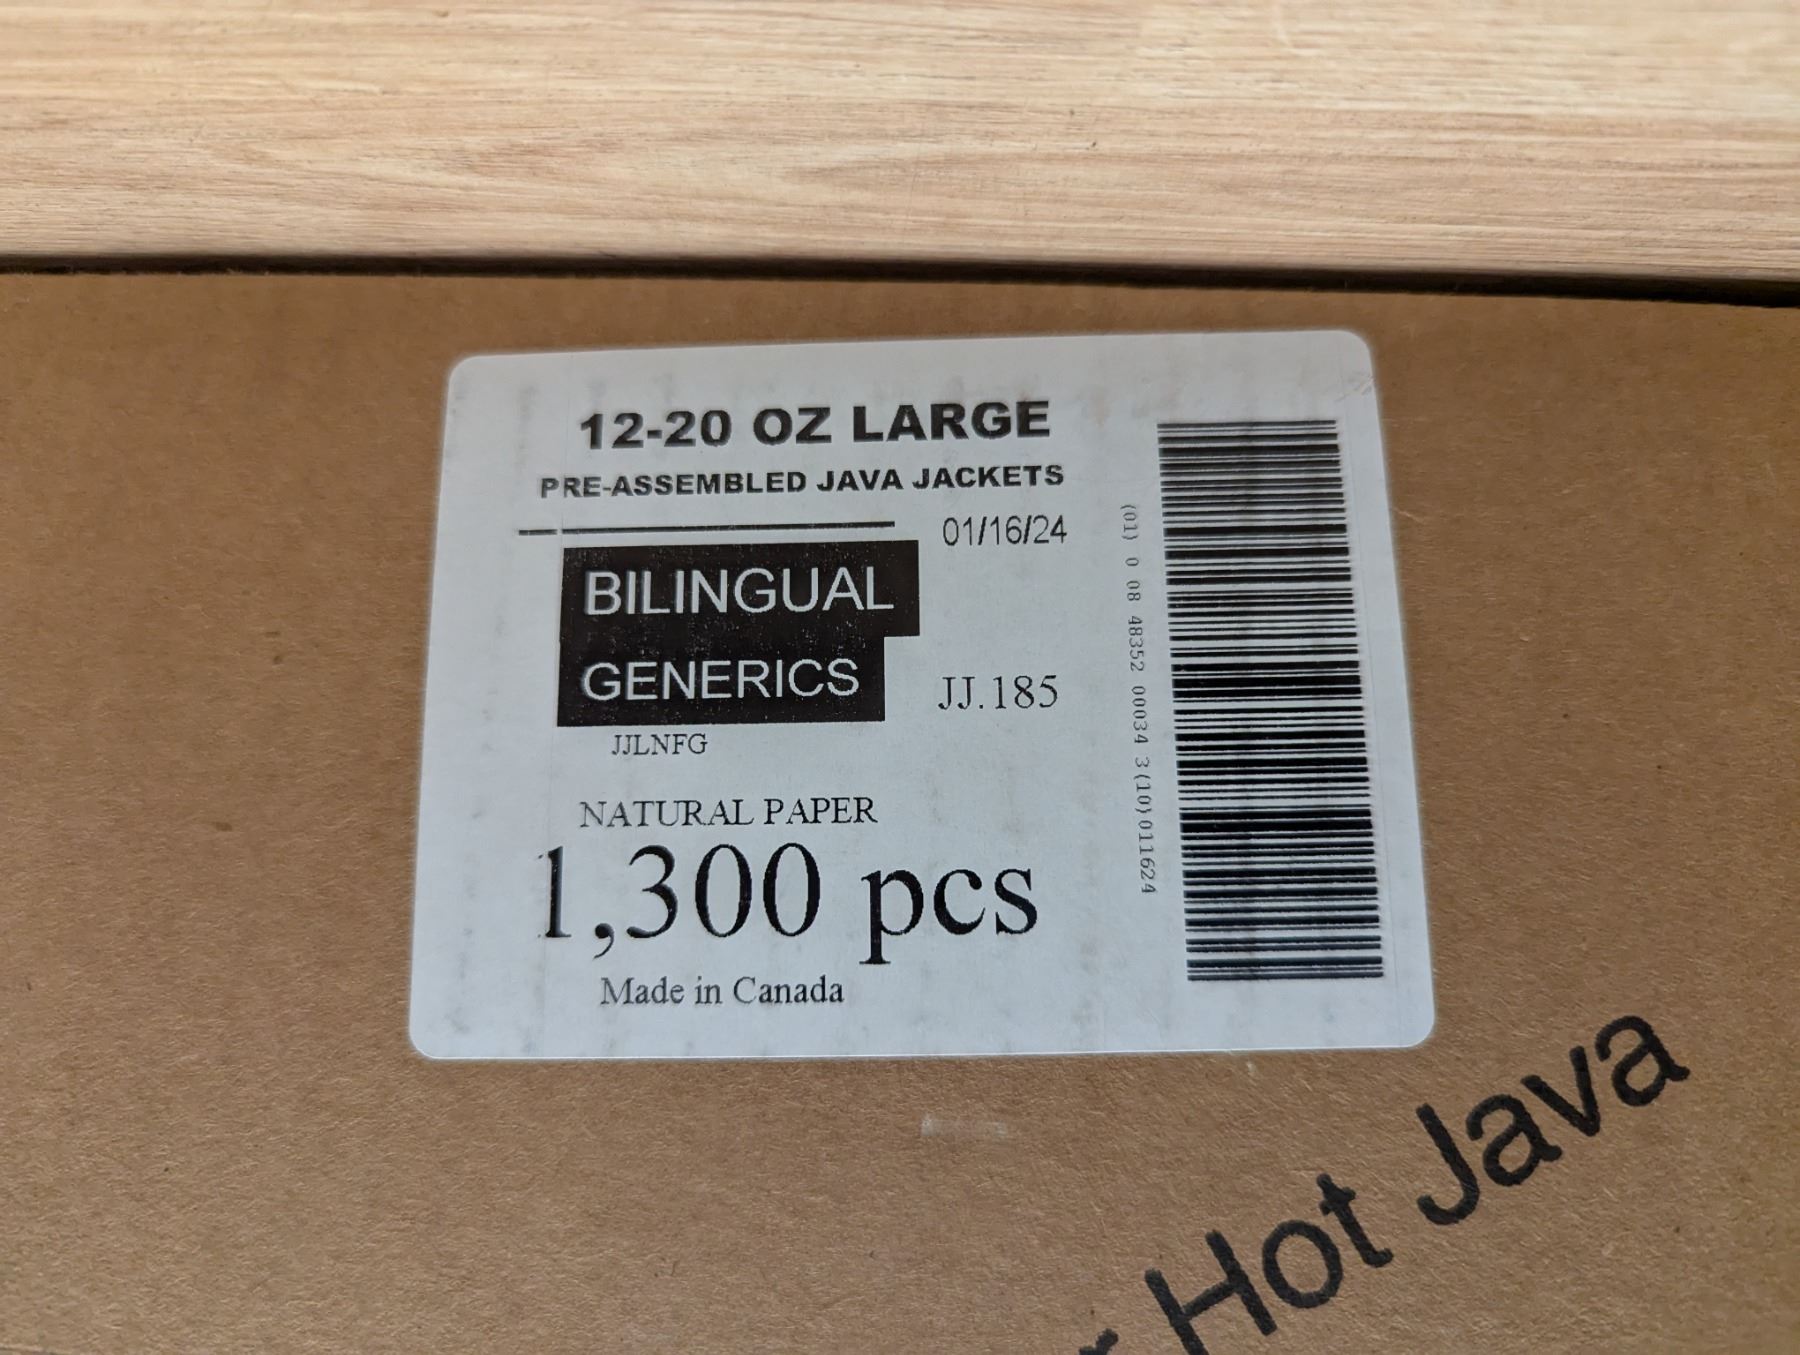 12-20 OZ LARGE
PRE-ASSEMBLED JAVA JACKETS
01/16/24
BILINGUAL
GENERICS
JJ.185
JJLNFG
NATURAL PAPER
1,300 pcs
Made in Canada
(01) 0 08 48352 00034 3(10)011624
Hot Java